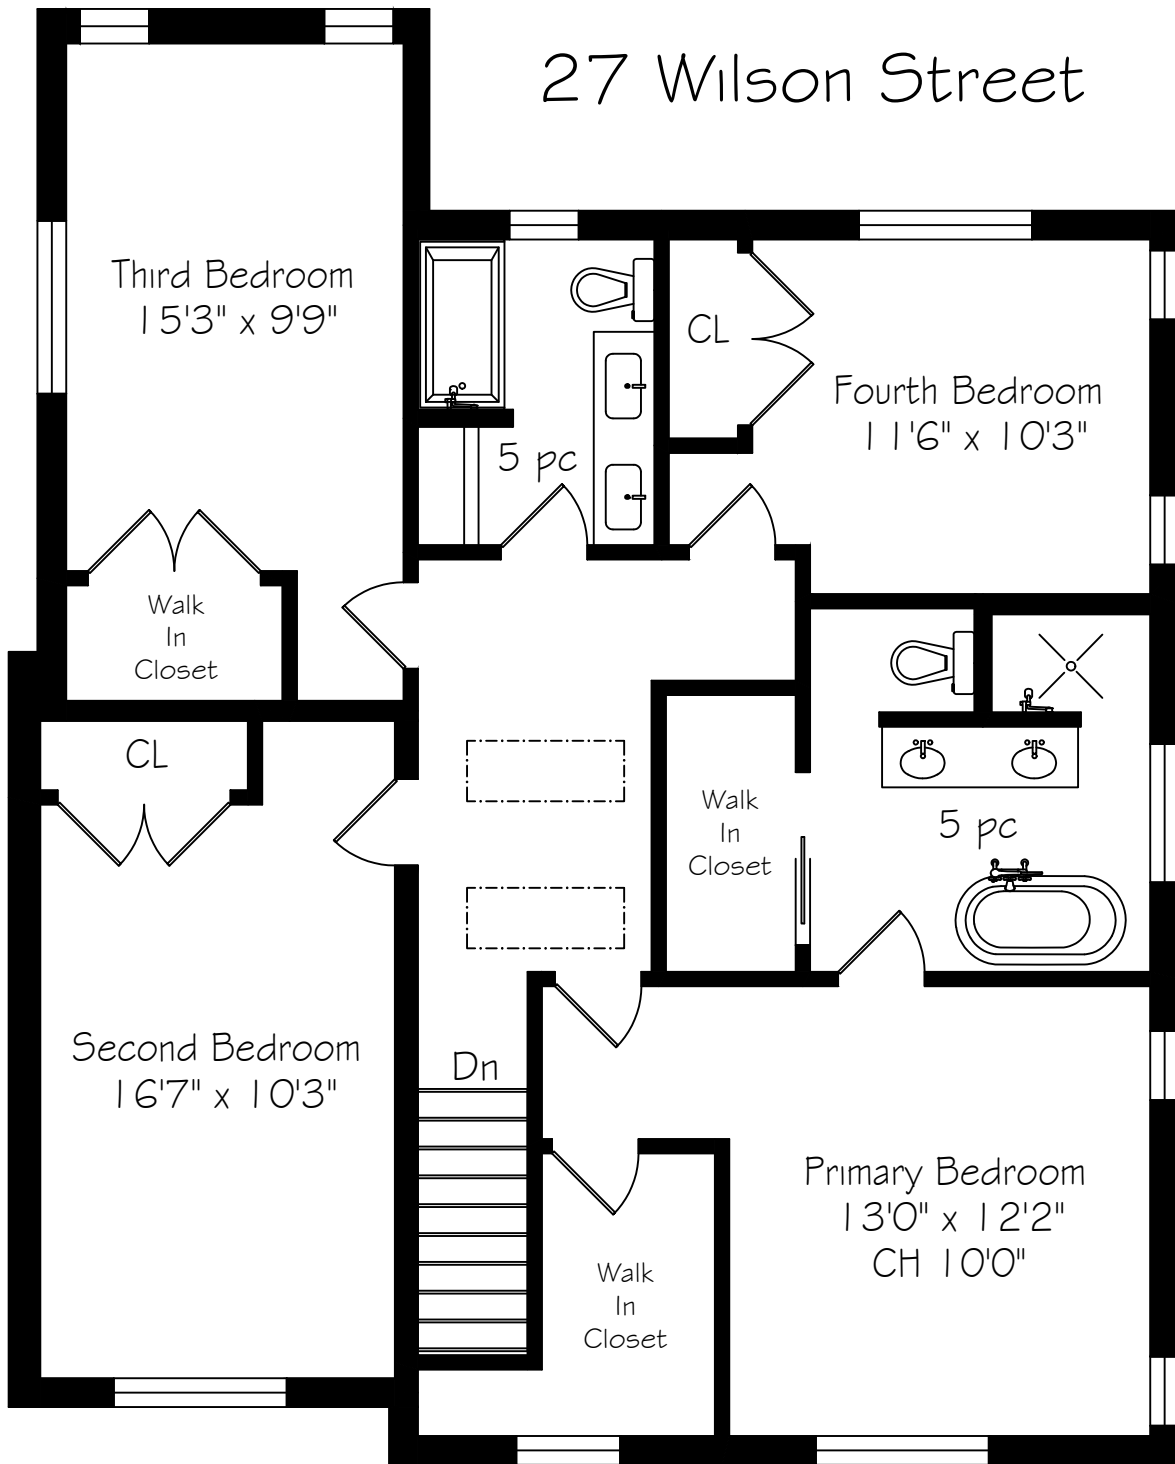 27 Wilson Street
Third Bedroom
15'3" x 9'9"
CL
Fourth Bedroom
11'6" x 10'3"
5 pc
Walk
In
Closet
CL
Walk
In
Closet
5 pc
Second Bedroom
16'7" x 10'3"
Dn
Primary Bedroom
13'0" x 12'2"
CH 10'0"
Walk
In
Closet